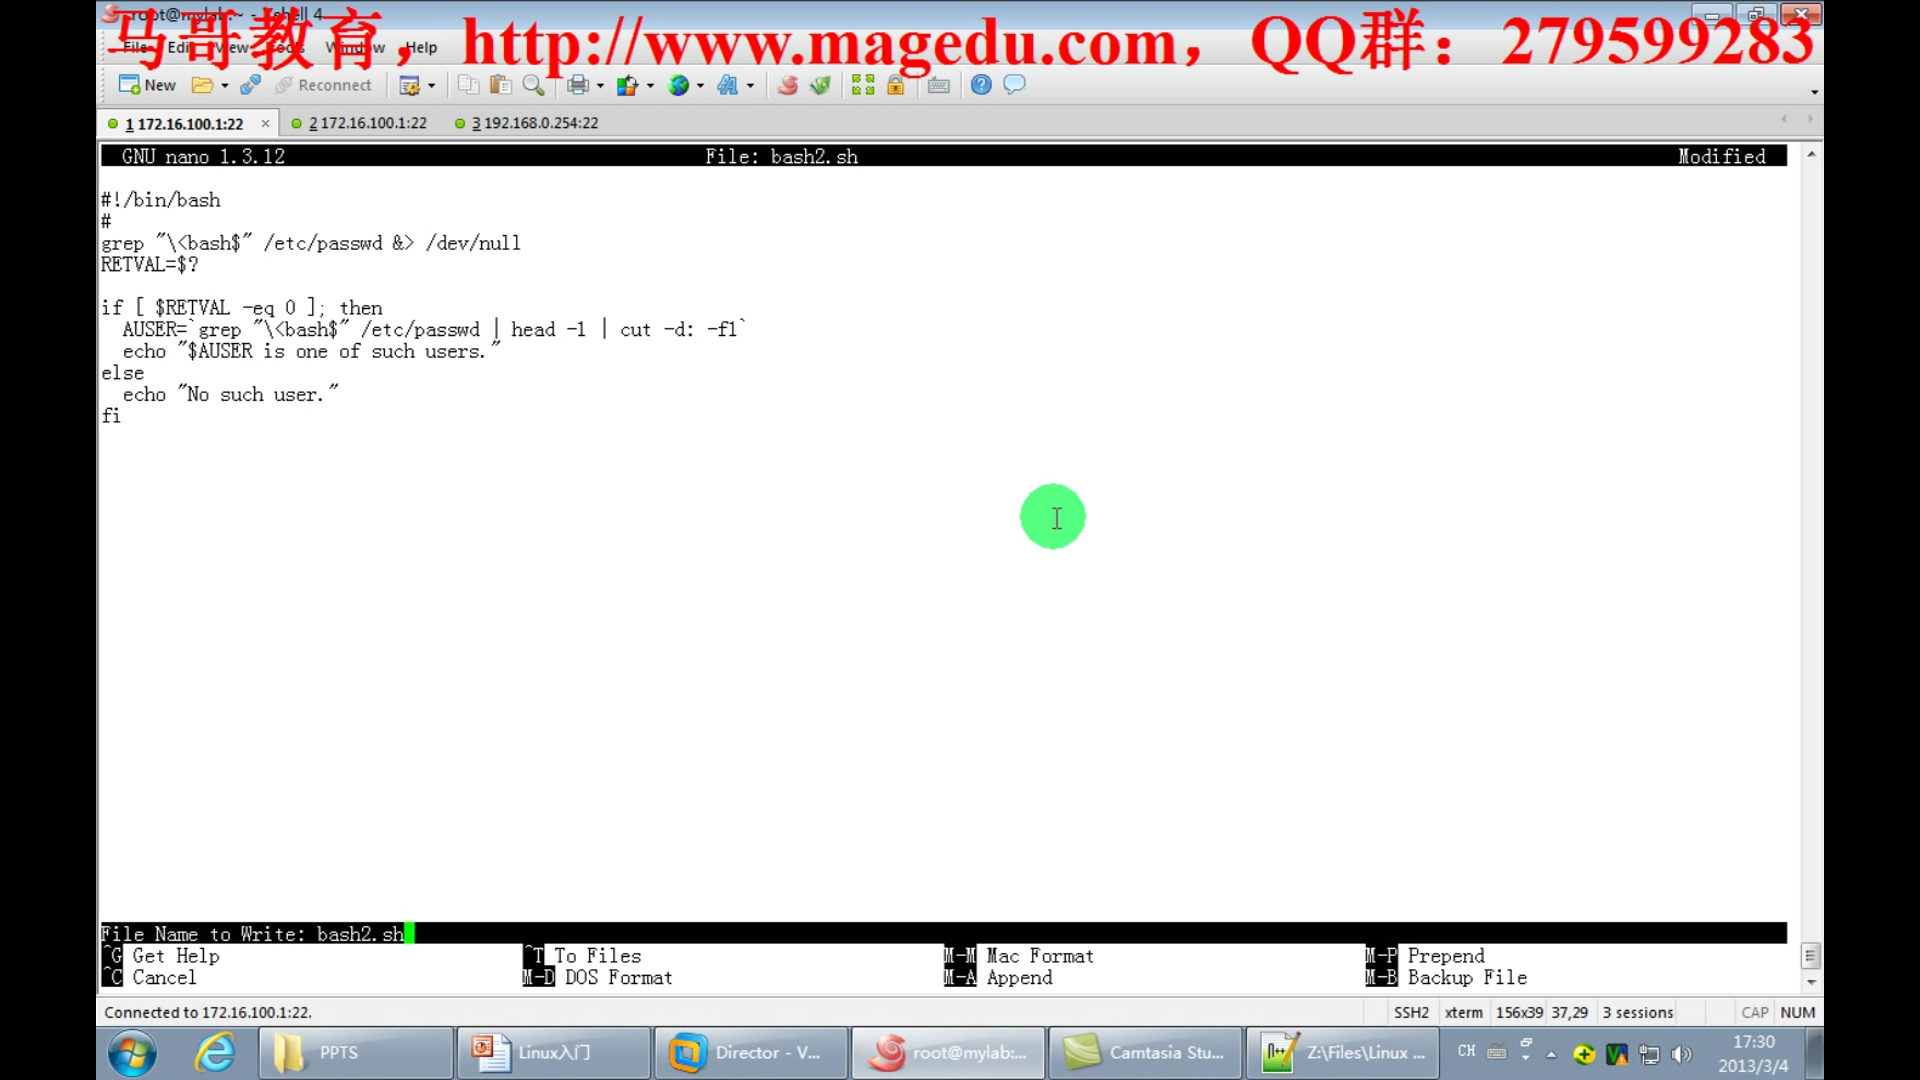 root@mylab:~ - Xshell 4
马哥教育，http://www.magedu.com，QQ群：279599283
File Edit View Tools Window Help
New Reconnect
1 172.16.100.1:22 2 172.16.100.1:22 3 192.168.0.254:22
GNU nano 1.3.12 File: bash2.sh Modified
#!/bin/bash
#
grep "\<bash$" /etc/passwd &> /dev/null
RETVAL=$?
if [ $RETVAL -eq 0 ]; then
AUSER=`grep "\<bash$" /etc/passwd | head -1 | cut -d: -f1`
echo "$AUSER is one of such users."
else
echo "No such user."
fi
File Name to Write: bash2.sh
^G Get Help ^T To Files M-M Mac Format M-P Prepend
^C Cancel M-D DOS Format M-A Append M-B Backup File
Connected to 172.16.100.1:22. SSH2 xterm 156x39 37,29 3 sessions CAP NUM
PPTS Linux入门 Director - V... root@mylab:... Camtasia Stu... Z:\Files\Linux ... CH 17:30
2013/3/4